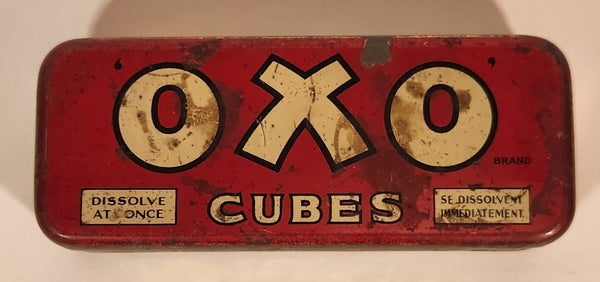 'OXO'
BRAND
CUBES
DISSOLVE
AT ONCE
SE DISSOLVENT
IMMÉDIATEMENT